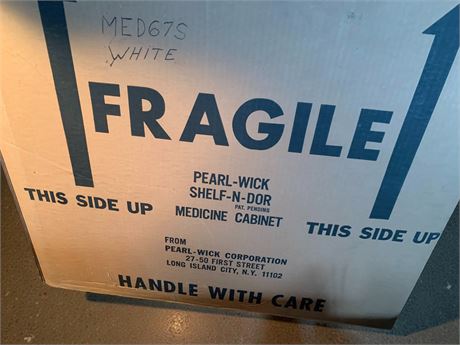 MED67S
WHITE
FRAGILE
PEARL-WICK
SHELF-N-DOR
PAT. PENDING
MEDICINE CABINET
THIS SIDE UP
THIS SIDE UP
FROM
PEARL-WICK CORPORATION
27-50 FIRST STREET
LONG ISLAND CITY, N.Y. 11102
HANDLE WITH CARE